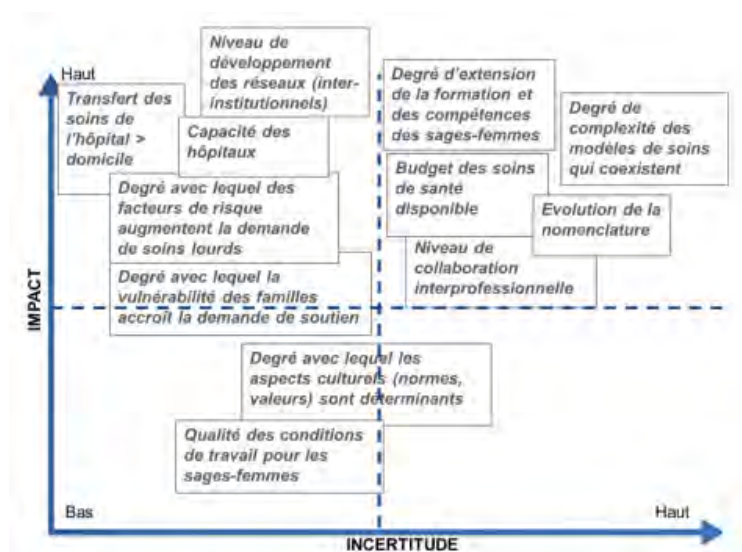 Haut
Niveau de
développement
des réseaux (inter-
institutionnels)
Transfert des
soins de
l'hôpital >
domicile
Capacité des
hôpitaux
Degré avec lequel des
facteurs de risque
augmentent la demande
de soins lourds
Degré avec lequel la
vulnérabilité des familles
accroît la demande de soutien
Degré d'extension
de la formation et
des compétences
des sages-femmes
Degré de
complexité des
modèles de soins
qui coexistent
Budget des soins
de santé
disponible
Evolution de la
nomenclature
Niveau de
collaboration
interprofessionnelle
Degré avec lequel les
aspects culturels (normes,
valeurs) sont déterminants
Qualité des conditions
de travail pour les
sages-femmes
IMPACT
Bas
Haut
INCERTITUDE